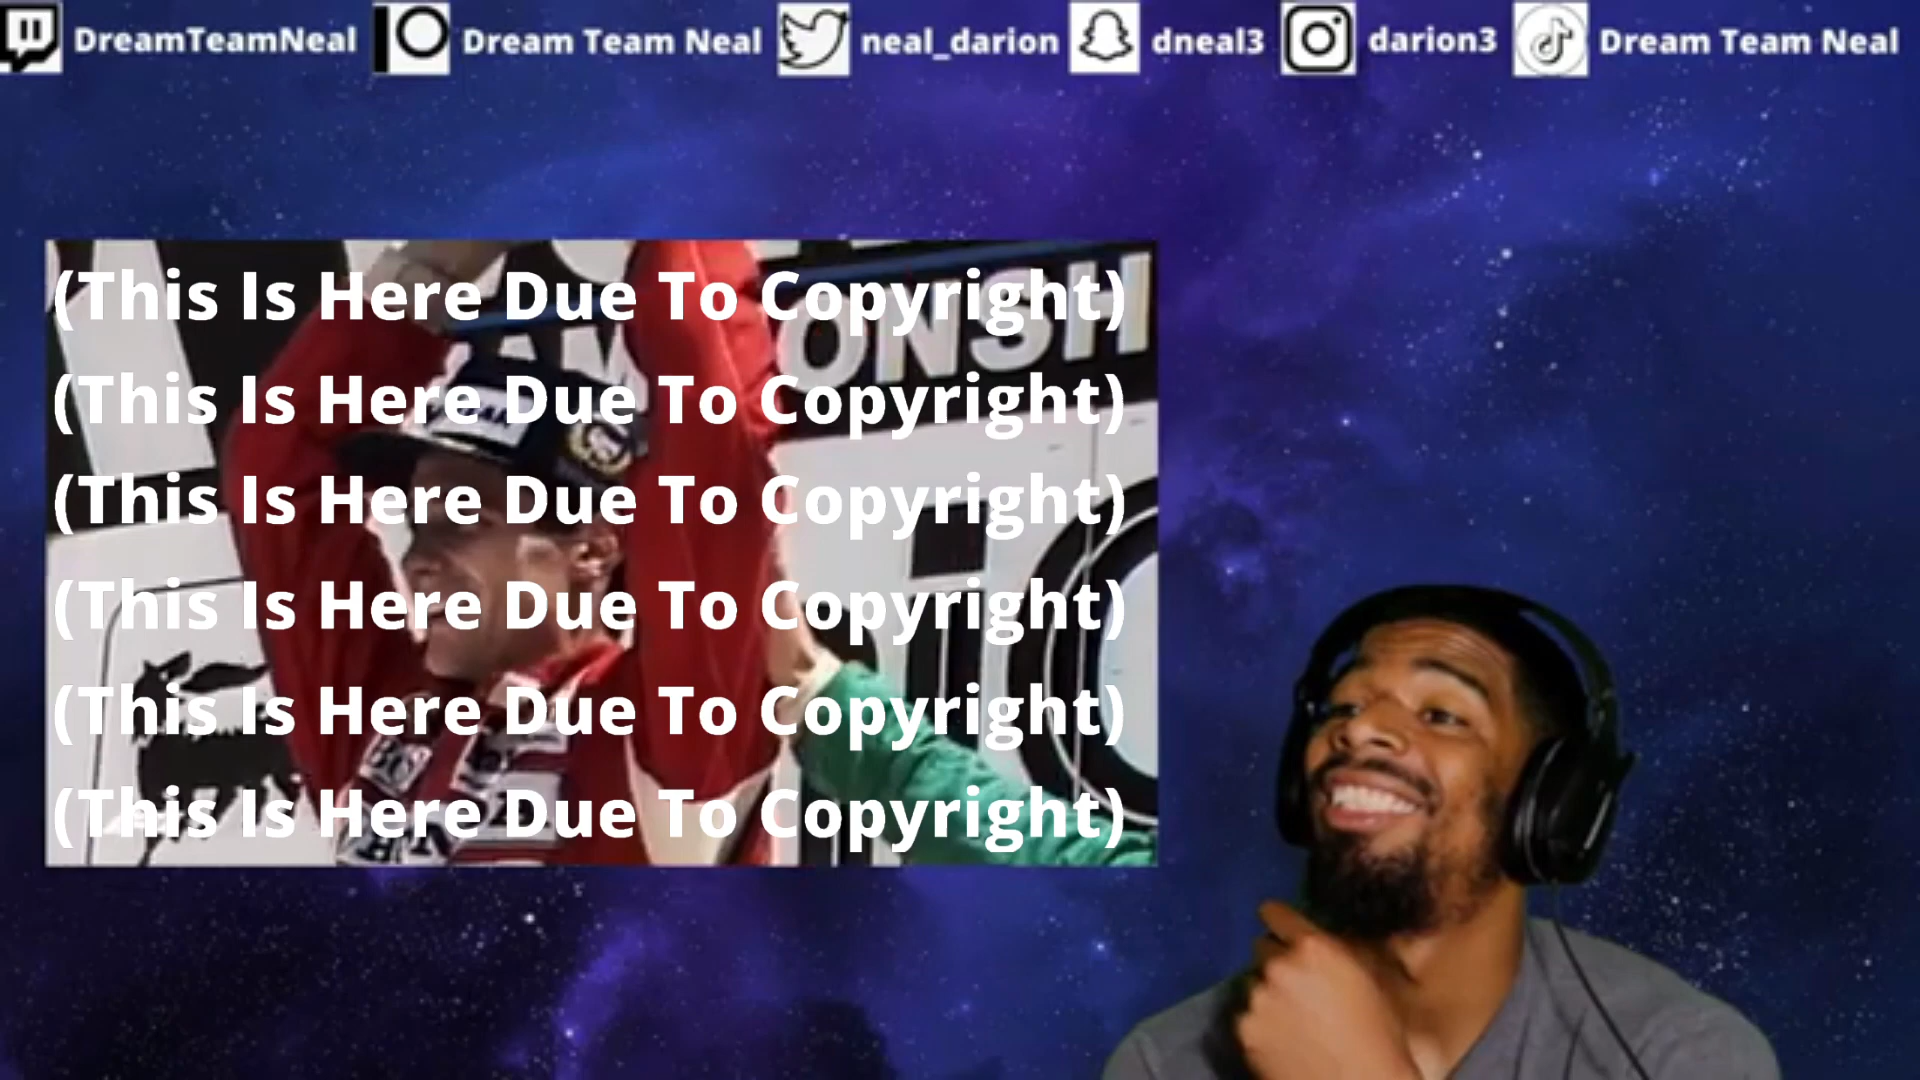 DreamTeamNeal Dream Team Neal neal_darion dneal3 darion3 Dream Team Neal
(This Is Here Due To Copyright)
(This Is Here Due To Copyright)
(This Is Here Due To Copyright)
(This Is Here Due To Copyright)
(This Is Here Due To Copyright)
(This Is Here Due To Copyright)
ONSH